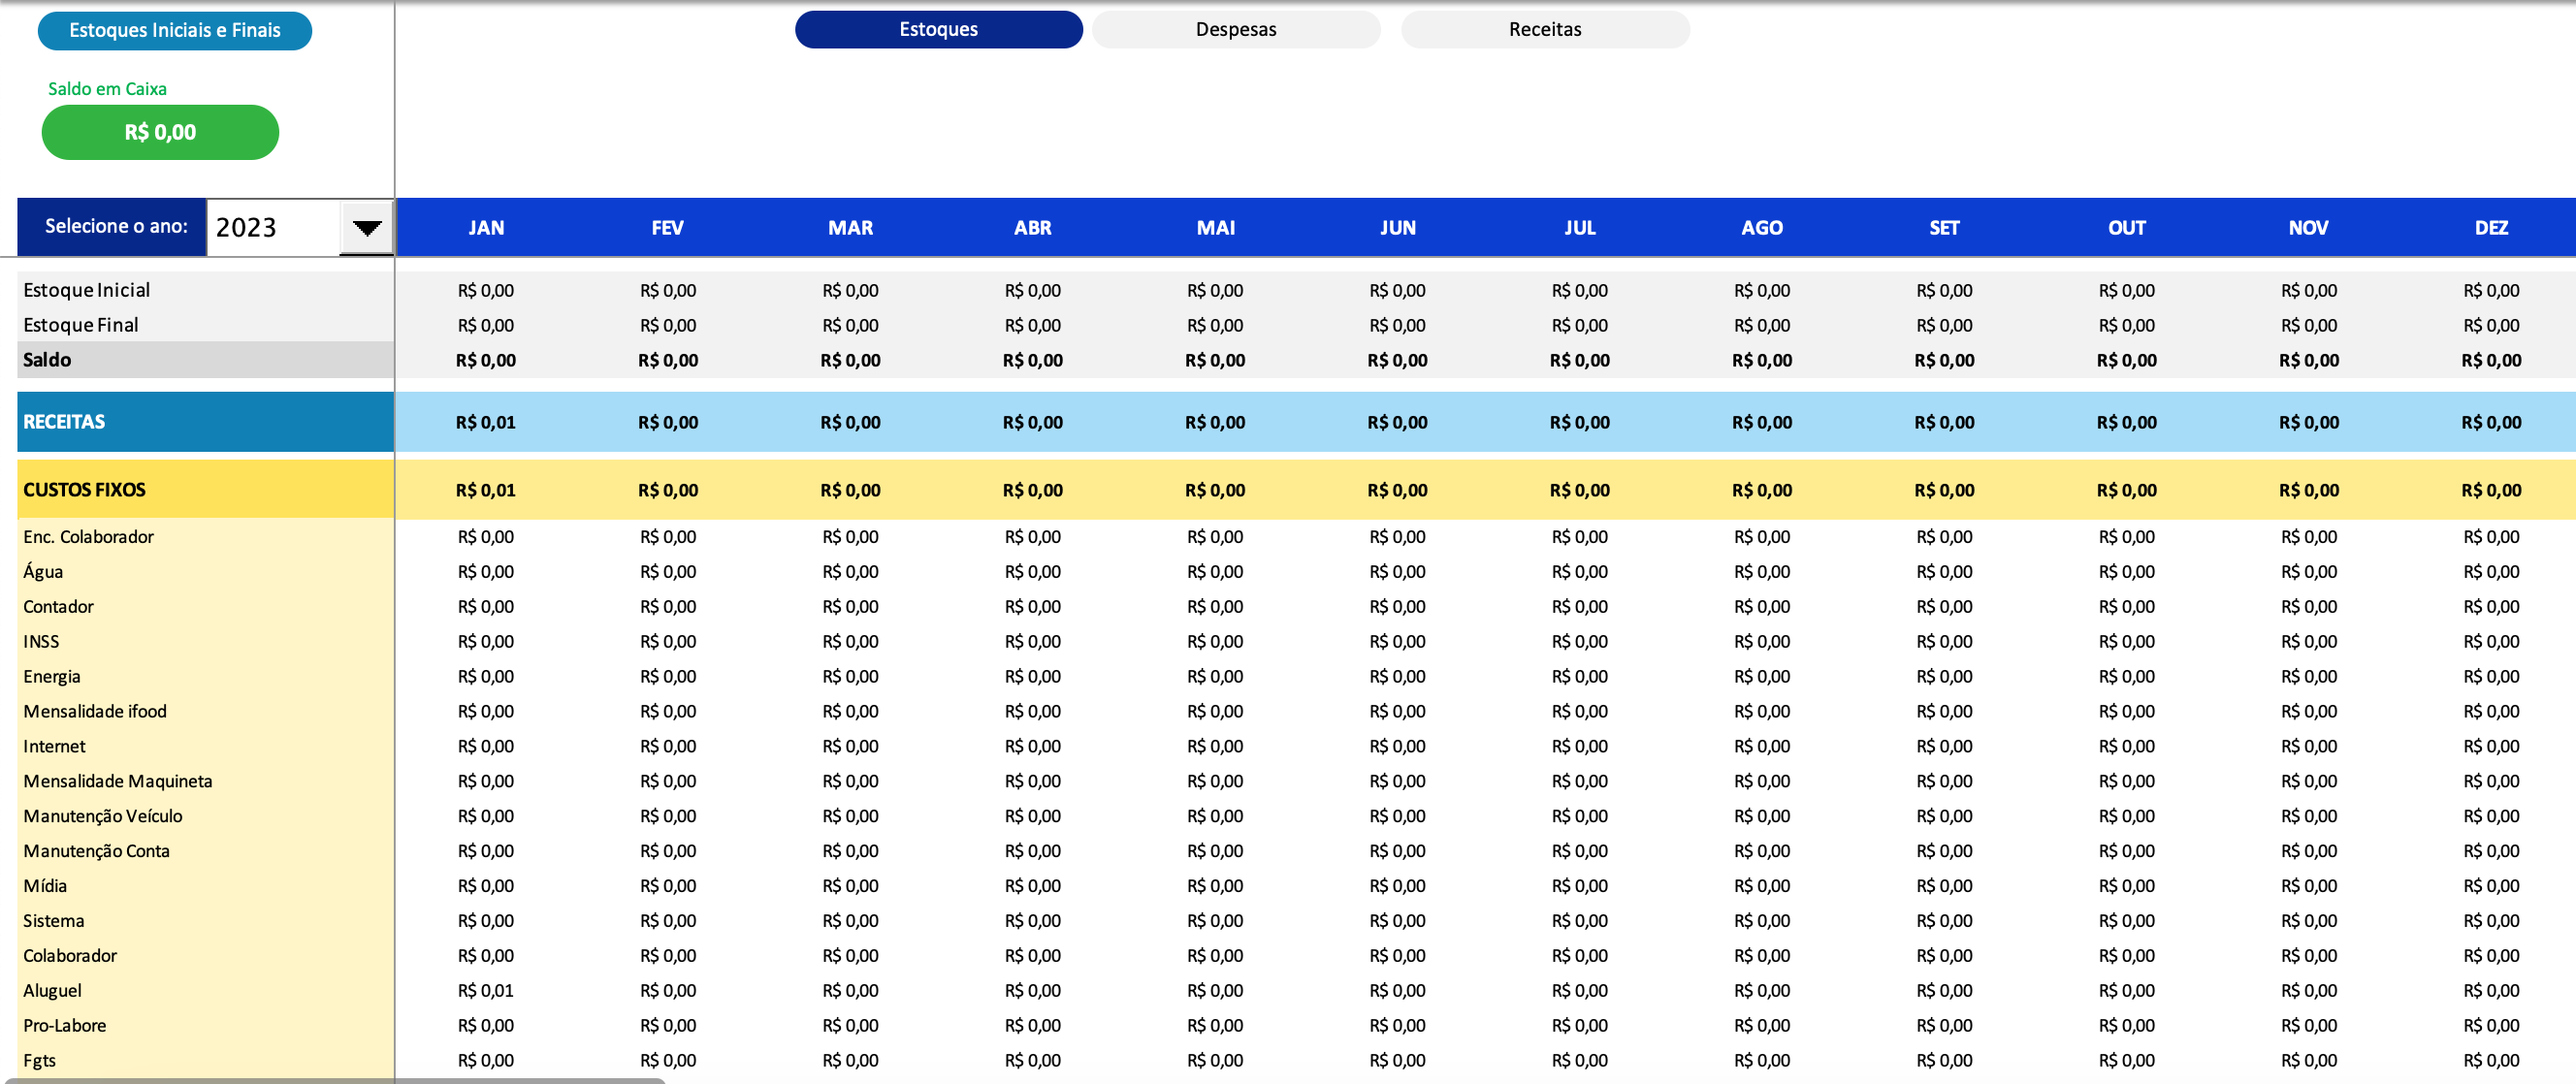 Estoques Iniciais e Finais
Estoques Despesas Receitas
Saldo em Caixa
R$ 0,00
Selecione o ano: 2023 JAN FEV MAR ABR MAI JUN JUL AGO SET OUT NOV DEZ
Estoque Inicial R$ 0,00 R$ 0,00 R$ 0,00 R$ 0,00 R$ 0,00 R$ 0,00 R$ 0,00 R$ 0,00 R$ 0,00 R$ 0,00 R$ 0,00 R$ 0,00
Estoque Final R$ 0,00 R$ 0,00 R$ 0,00 R$ 0,00 R$ 0,00 R$ 0,00 R$ 0,00 R$ 0,00 R$ 0,00 R$ 0,00 R$ 0,00 R$ 0,00
Saldo R$ 0,00 R$ 0,00 R$ 0,00 R$ 0,00 R$ 0,00 R$ 0,00 R$ 0,00 R$ 0,00 R$ 0,00 R$ 0,00 R$ 0,00 R$ 0,00
RECEITAS R$ 0,01 R$ 0,00 R$ 0,00 R$ 0,00 R$ 0,00 R$ 0,00 R$ 0,00 R$ 0,00 R$ 0,00 R$ 0,00 R$ 0,00 R$ 0,00
CUSTOS FIXOS R$ 0,01 R$ 0,00 R$ 0,00 R$ 0,00 R$ 0,00 R$ 0,00 R$ 0,00 R$ 0,00 R$ 0,00 R$ 0,00 R$ 0,00 R$ 0,00
Enc. Colaborador R$ 0,00 R$ 0,00 R$ 0,00 R$ 0,00 R$ 0,00 R$ 0,00 R$ 0,00 R$ 0,00 R$ 0,00 R$ 0,00 R$ 0,00 R$ 0,00
Água R$ 0,00 R$ 0,00 R$ 0,00 R$ 0,00 R$ 0,00 R$ 0,00 R$ 0,00 R$ 0,00 R$ 0,00 R$ 0,00 R$ 0,00 R$ 0,00
Contador R$ 0,00 R$ 0,00 R$ 0,00 R$ 0,00 R$ 0,00 R$ 0,00 R$ 0,00 R$ 0,00 R$ 0,00 R$ 0,00 R$ 0,00 R$ 0,00
INSS R$ 0,00 R$ 0,00 R$ 0,00 R$ 0,00 R$ 0,00 R$ 0,00 R$ 0,00 R$ 0,00 R$ 0,00 R$ 0,00 R$ 0,00 R$ 0,00
Energia R$ 0,00 R$ 0,00 R$ 0,00 R$ 0,00 R$ 0,00 R$ 0,00 R$ 0,00 R$ 0,00 R$ 0,00 R$ 0,00 R$ 0,00 R$ 0,00
Mensalidade ifood R$ 0,00 R$ 0,00 R$ 0,00 R$ 0,00 R$ 0,00 R$ 0,00 R$ 0,00 R$ 0,00 R$ 0,00 R$ 0,00 R$ 0,00 R$ 0,00
Internet R$ 0,00 R$ 0,00 R$ 0,00 R$ 0,00 R$ 0,00 R$ 0,00 R$ 0,00 R$ 0,00 R$ 0,00 R$ 0,00 R$ 0,00 R$ 0,00
Mensalidade Maquineta R$ 0,00 R$ 0,00 R$ 0,00 R$ 0,00 R$ 0,00 R$ 0,00 R$ 0,00 R$ 0,00 R$ 0,00 R$ 0,00 R$ 0,00 R$ 0,00
Manutenção Veículo R$ 0,00 R$ 0,00 R$ 0,00 R$ 0,00 R$ 0,00 R$ 0,00 R$ 0,00 R$ 0,00 R$ 0,00 R$ 0,00 R$ 0,00 R$ 0,00
Manutenção Conta R$ 0,00 R$ 0,00 R$ 0,00 R$ 0,00 R$ 0,00 R$ 0,00 R$ 0,00 R$ 0,00 R$ 0,00 R$ 0,00 R$ 0,00 R$ 0,00
Mídia R$ 0,00 R$ 0,00 R$ 0,00 R$ 0,00 R$ 0,00 R$ 0,00 R$ 0,00 R$ 0,00 R$ 0,00 R$ 0,00 R$ 0,00 R$ 0,00
Sistema R$ 0,00 R$ 0,00 R$ 0,00 R$ 0,00 R$ 0,00 R$ 0,00 R$ 0,00 R$ 0,00 R$ 0,00 R$ 0,00 R$ 0,00 R$ 0,00
Colaborador R$ 0,00 R$ 0,00 R$ 0,00 R$ 0,00 R$ 0,00 R$ 0,00 R$ 0,00 R$ 0,00 R$ 0,00 R$ 0,00 R$ 0,00 R$ 0,00
Aluguel R$ 0,01 R$ 0,00 R$ 0,00 R$ 0,00 R$ 0,00 R$ 0,00 R$ 0,00 R$ 0,00 R$ 0,00 R$ 0,00 R$ 0,00 R$ 0,00
Pro-Labore R$ 0,00 R$ 0,00 R$ 0,00 R$ 0,00 R$ 0,00 R$ 0,00 R$ 0,00 R$ 0,00 R$ 0,00 R$ 0,00 R$ 0,00 R$ 0,00
Fgts R$ 0,00 R$ 0,00 R$ 0,00 R$ 0,00 R$ 0,00 R$ 0,00 R$ 0,00 R$ 0,00 R$ 0,00 R$ 0,00 R$ 0,00 R$ 0,00